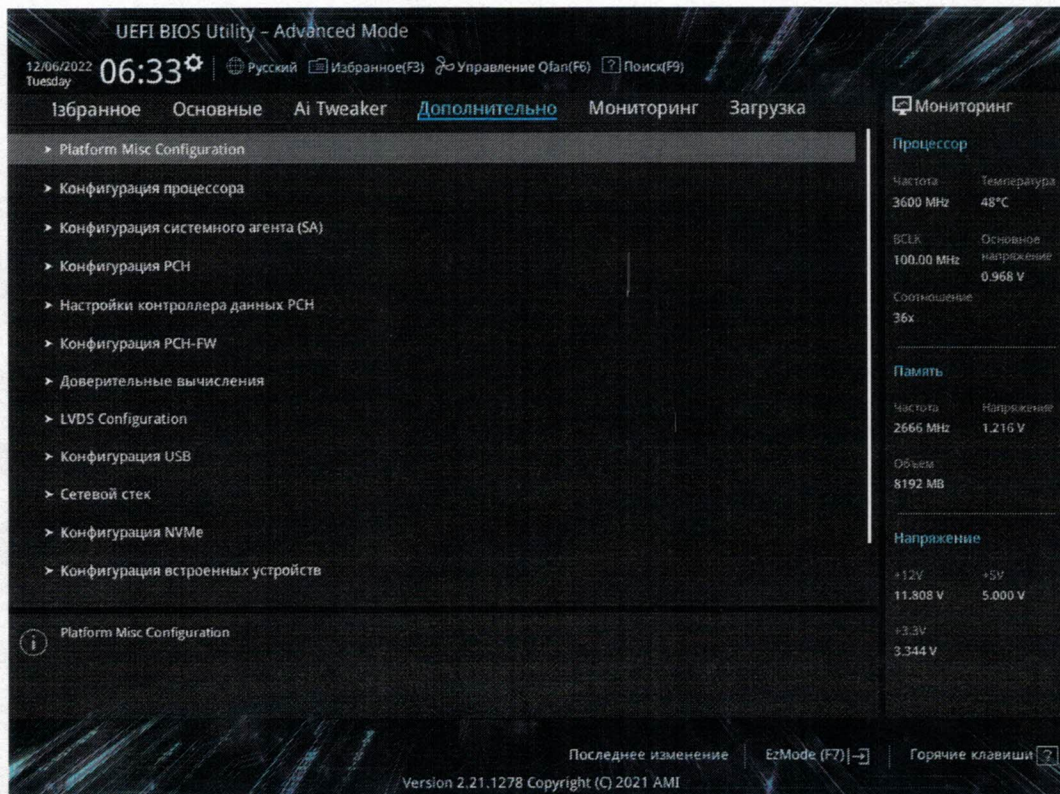 UEFI BIOS Utility – Advanced Mode
12/06/2022 Tuesday 06:33 Русский Избранное(F3) Управление Qfan(F6) ? Поиск(F9)
Iзбранное Основные Ai Tweaker Дополнительно Мониторинг Загрузка
Platform Misc Configuration
Конфигурация процессора
Конфигурация системного агента (SA)
Конфигурация PCH
Настройки контроллера данных PCH
Конфигурация PCH-FW
Доверительные вычисления
LVDS Configuration
Конфигурация USB
Сетевой стек
Конфигурация NVMe
Конфигурация встроенных устройств
Platform Misc Configuration
Мониторинг
Процессор
Частота Температура
3600 MHz 48°C
BCLK Основное напряжение
100.00 MHz 0.968 V
Соотношение
36x
Память
Частота Напряжение
2666 MHz 1.216 V
Объем
8192 MB
Напряжение
+12V +5V
11.808 V 5.000 V
+3.3V
3.344 V
Последнее изменение EzMode (F7) Горячие клавиши ?
Version 2.21.1278 Copyright (C) 2021 AMI